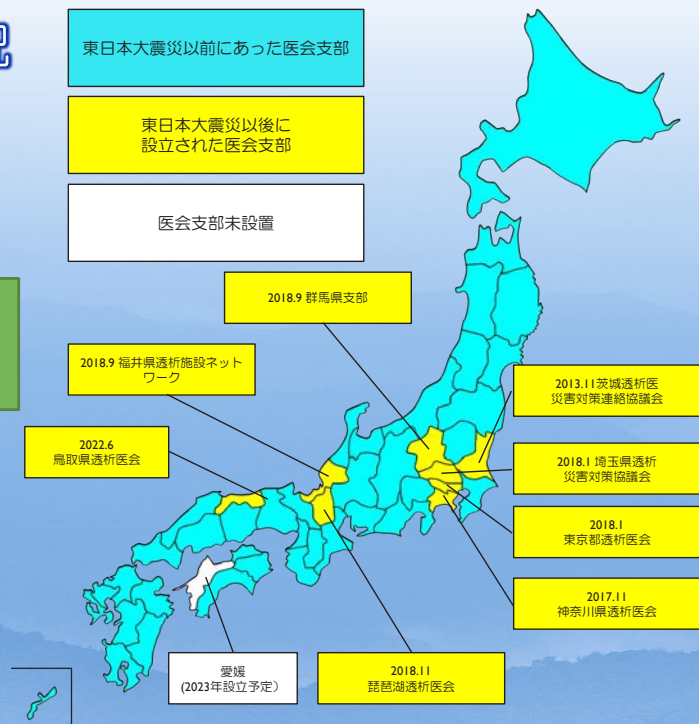 況
東日本大震災以前にあった医会支部
東日本大震災以後に
設立された医会支部
医会支部未設置
2018.9 群馬県支部
2018.9 福井県透析施設ネット
ワーク
2013.11茨城透析医
災害対策連絡協議会
2022.6
鳥取県透析医会
2018.1 埼玉県透析
災害対策協議会
2018.1
東京都透析医会
2017.11
神奈川県透析医会
愛媛
(2023年設立予定）
2018.11
琵琶湖透析医会